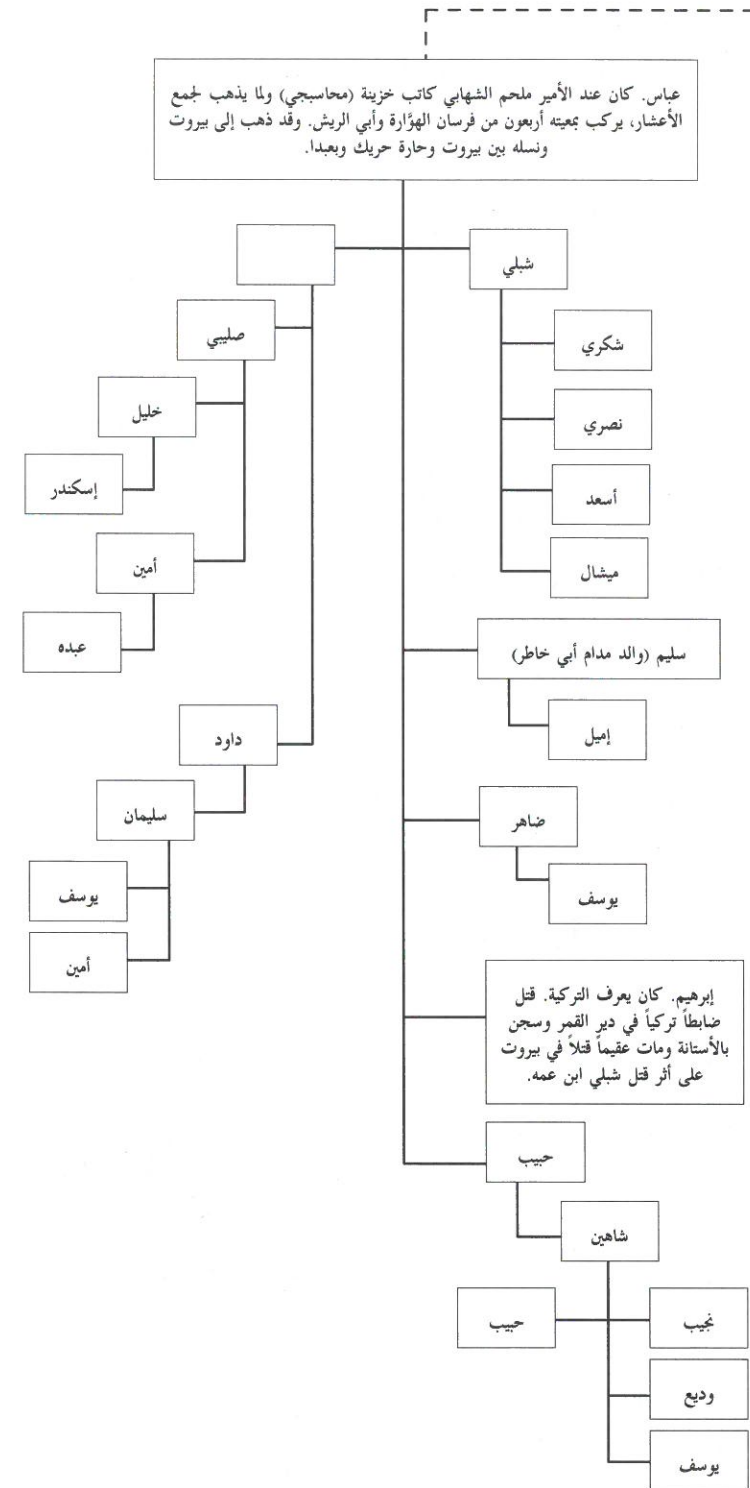 عباس. كان عند الأمير ملحم الشهابي كاتب خزينة (محاسبجي) ولما يذهب لجمع
الأعشار، يركب بمعيته أربعون من فرسان الهوَّارة وأبي الريش. وقد ذهب إلى بيروت
ونسله بين بيروت وحارة حريك وبعبدا.
شبلي
شكري
نصري
أسعد
ميشال
صليبي
خليل
إسكندر
أمين
عبده
سليم (والد مدام أبي خاطر)
إميل
داود
سليمان
يوسف
أمين
ضاهر
يوسف
إبرهيم. كان يعرف التركية. قتل
ضابطاً تركياً في دير القمر وسجن
بالأستانة ومات عقيماً قتلاً في بيروت
على أثر قتل شبلي ابن عمه.
حبيب
شاهين
نجيب
حبيب
وديع
يوسف